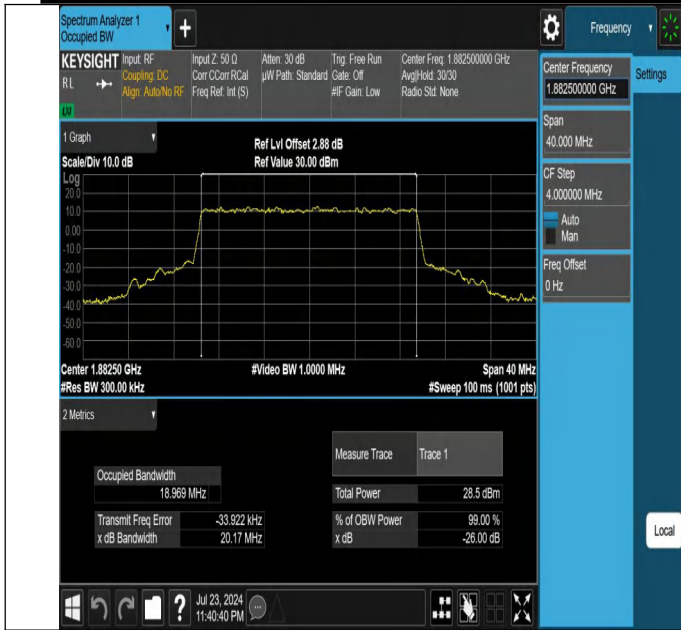 Spectrum Analyzer 1
Occupied BW
+
Frequency
KEYSIGHT
RL
LXI
Input: RF
Coupling: DC
Align: Auto/No RF
Input Z: 50 Ω
Corr CCorr RCal
Freq Ref: Int (S)
Atten: 30 dB
µW Path: Standard
Trig: Free Run
Gate: Off
#IF Gain: Low
Center Freq: 1.882500000 GHz
Avg|Hold: 30/30
Radio Std: None
Center Frequency
1.882500000 GHz
Settings
Span
40.000 MHz
CF Step
4.000000 MHz
Auto
Man
Freq Offset
0 Hz
1 Graph
Scale/Div 10.0 dB
Ref Lvl Offset 2.88 dB
Ref Value 30.00 dBm
Log
20.0
10.0
0.00
-10.0
-20.0
-30.0
-40.0
-50.0
-60.0
Center 1.88250 GHz
#Video BW 1.0000 MHz
Span 40 MHz
#Res BW 300.00 kHz
#Sweep 100 ms (1001 pts)
2 Metrics
Measure Trace Trace 1
Occupied Bandwidth
18.969 MHz
Total Power 28.5 dBm
Transmit Freq Error -33.922 kHz
% of OBW Power 99.00 %
x dB Bandwidth 20.17 MHz
x dB -26.00 dB
Local
?
Jul 23, 2024
11:40:40 PM